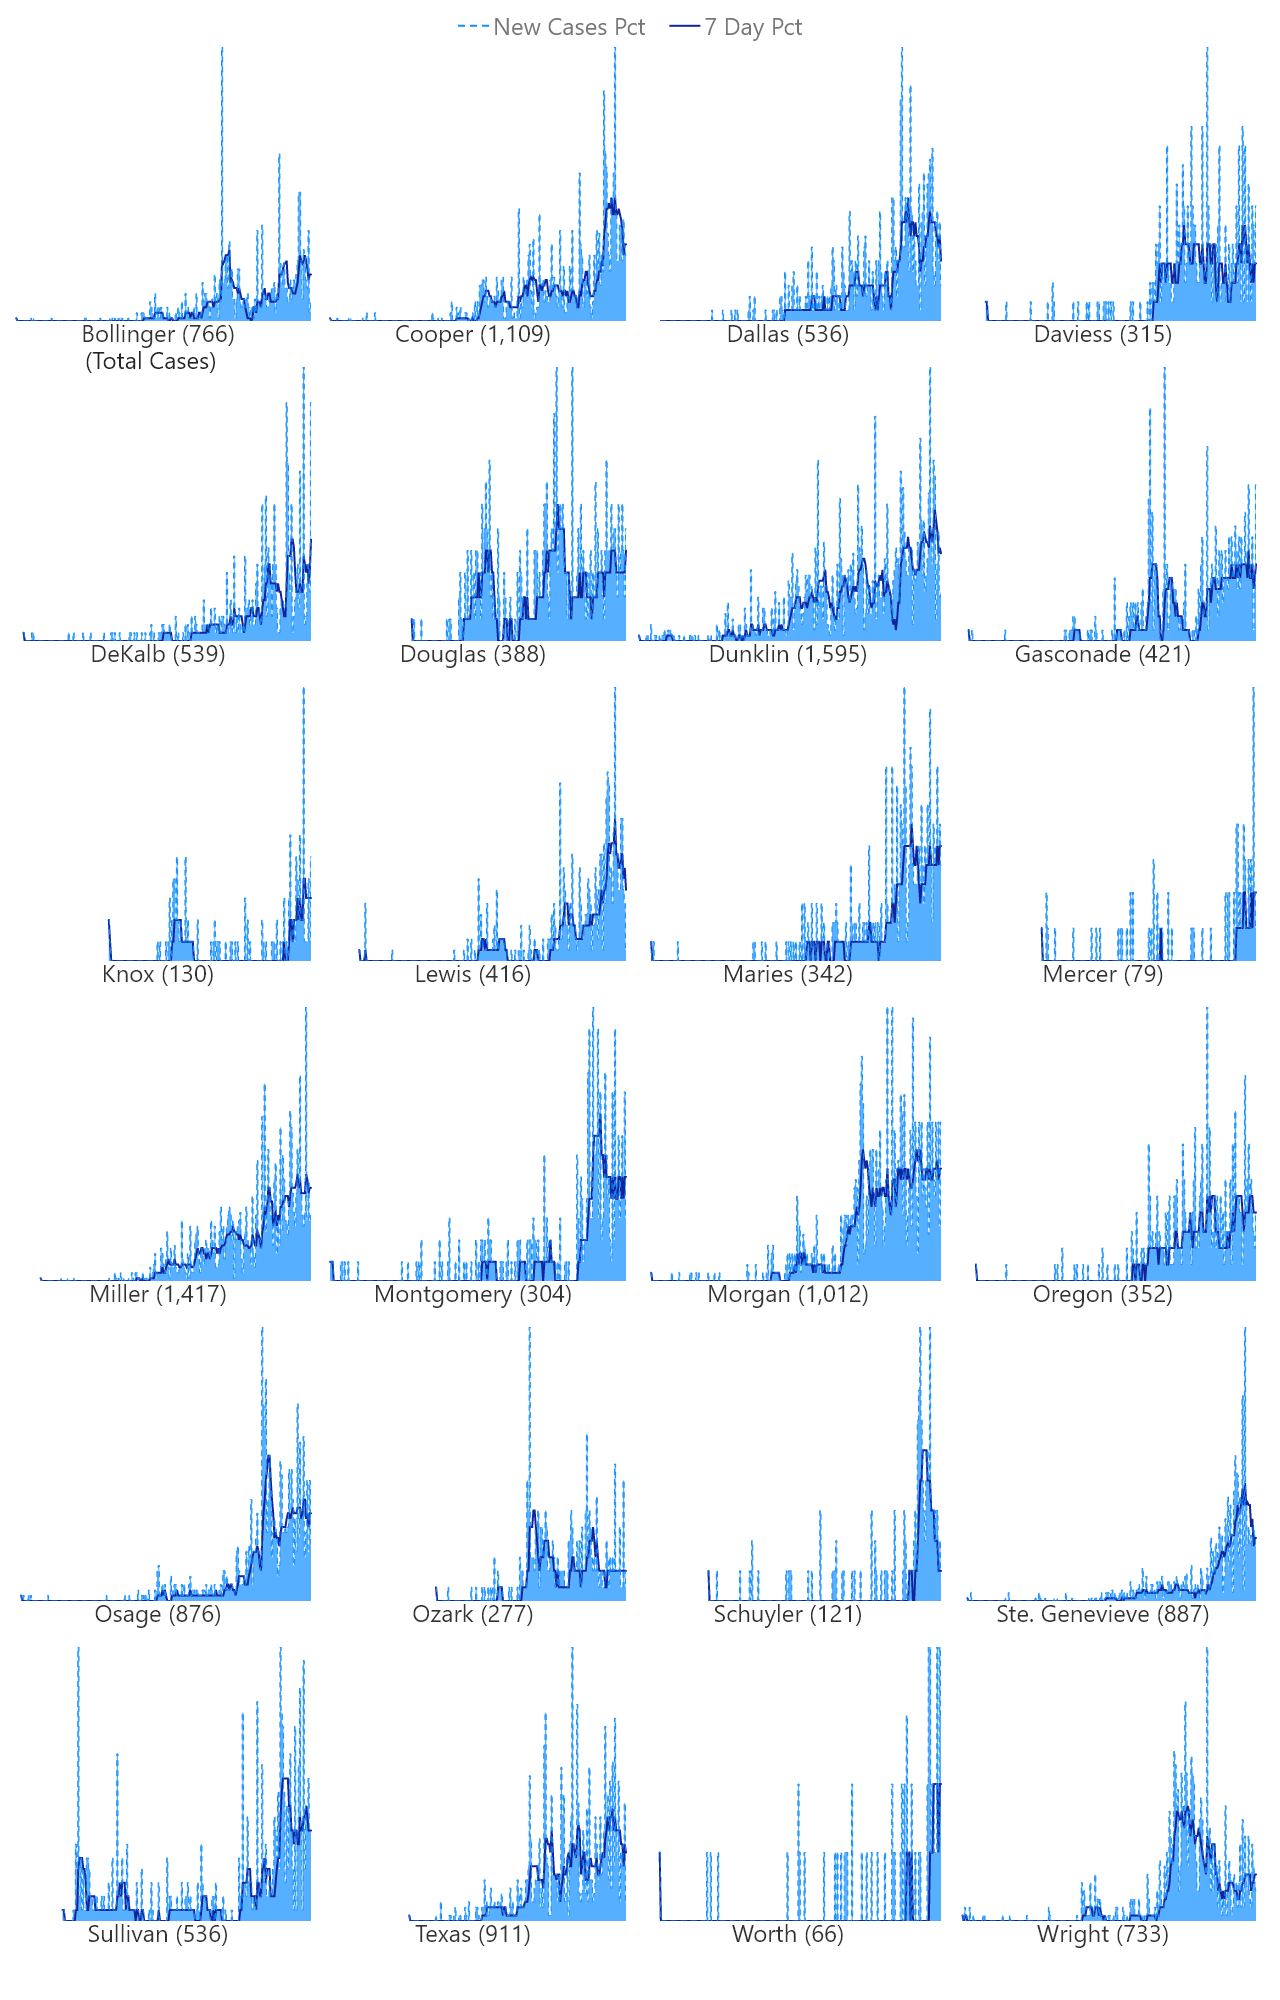 New Cases Pct 7 Day Pct
Bollinger (766) Cooper (1,109) Dallas (536) Daviess (315)
(Total Cases)
DeKalb (539) Douglas (388) Dunklin (1,595) Gasconade (421)
Knox (130) Lewis (416) Maries (342) Mercer (79)
Miller (1,417) Montgomery (304) Morgan (1,012) Oregon (352)
Osage (876) Ozark (277) Schuyler (121) Ste. Genevieve (887)
Sullivan (536) Texas (911) Worth (66) Wright (733)